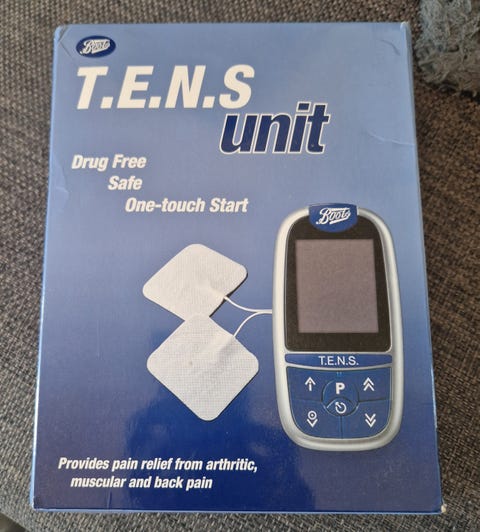 Boots
T.E.N.S
unit
Drug Free
Safe
One-touch Start
Boots
T.E.N.S.
P
Provides pain relief from arthritic,
muscular and back pain